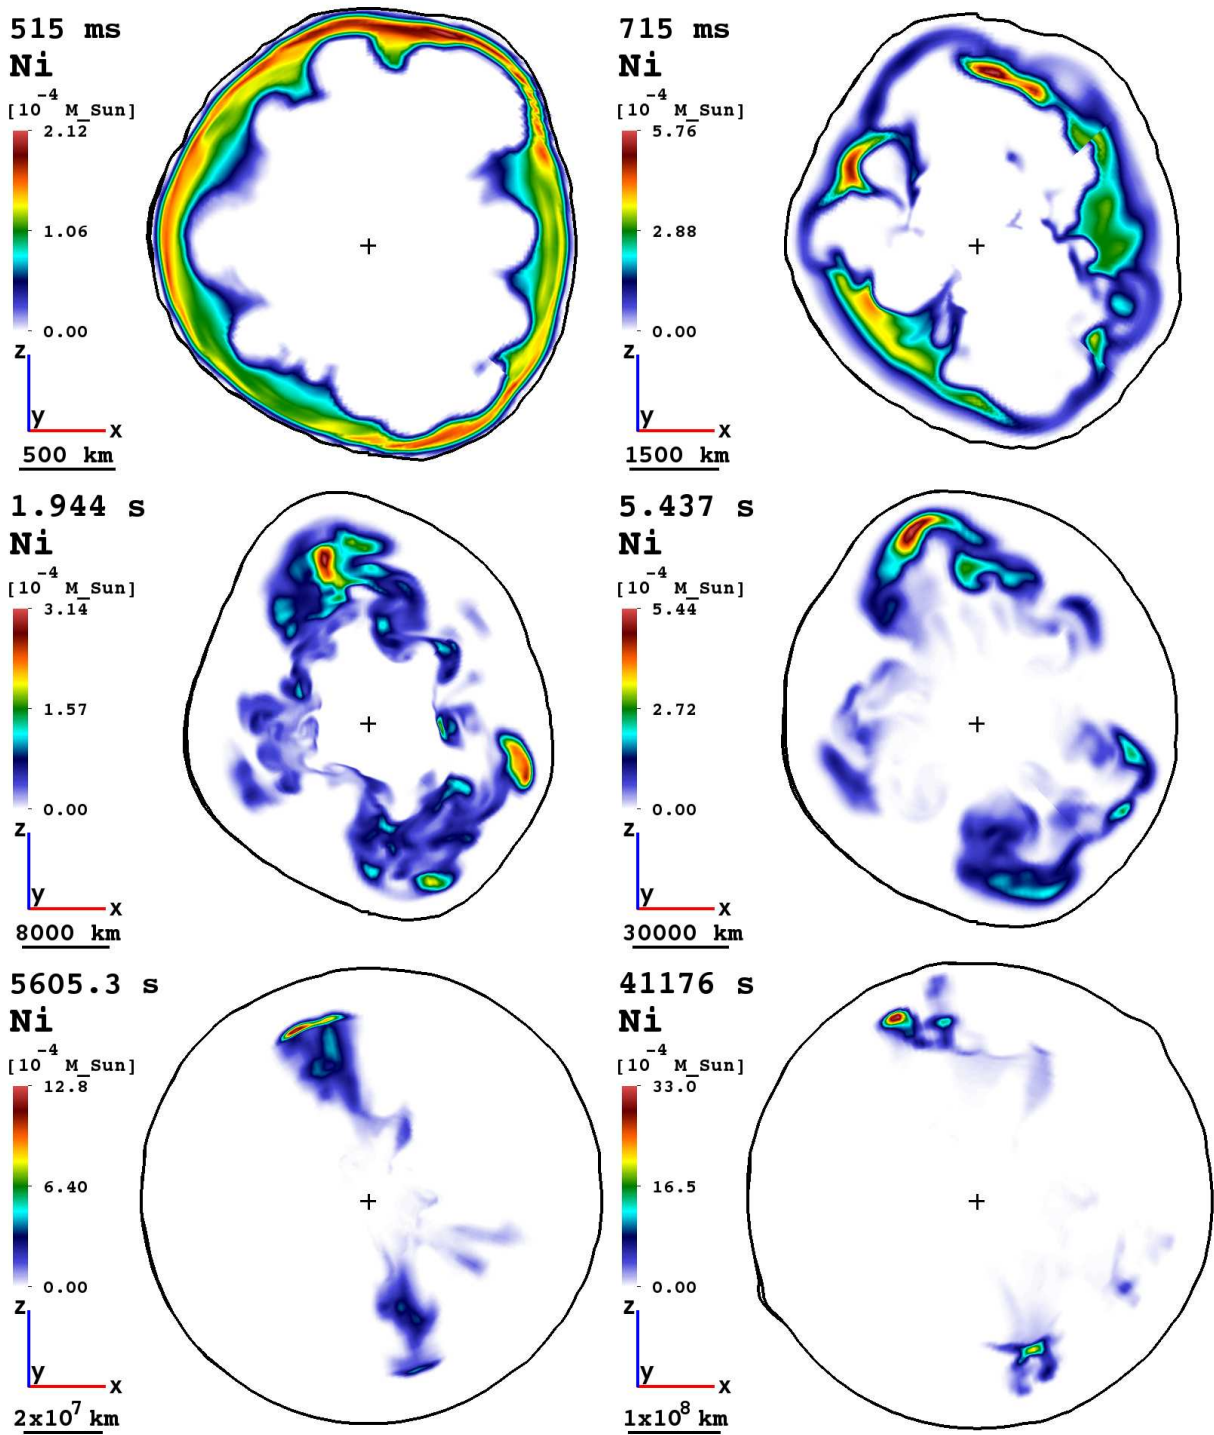 515 ms
Ni
[10^-4 M_Sun]
2.12
1.06
0.00
z
y
x
500 km
715 ms
Ni
[10^-4 M_Sun]
5.76
2.88
0.00
z
y
x
1500 km
1.944 s
Ni
[10^-4 M_Sun]
3.14
1.57
0.00
z
y
x
8000 km
5.437 s
Ni
[10^-4 M_Sun]
5.44
2.72
0.00
z
y
x
30000 km
5605.3 s
Ni
[10^-4 M_Sun]
12.8
6.40
0.00
z
y
x
2x10^7 km
41176 s
Ni
[10^-4 M_Sun]
33.0
16.5
0.00
z
y
x
1x10^8 km